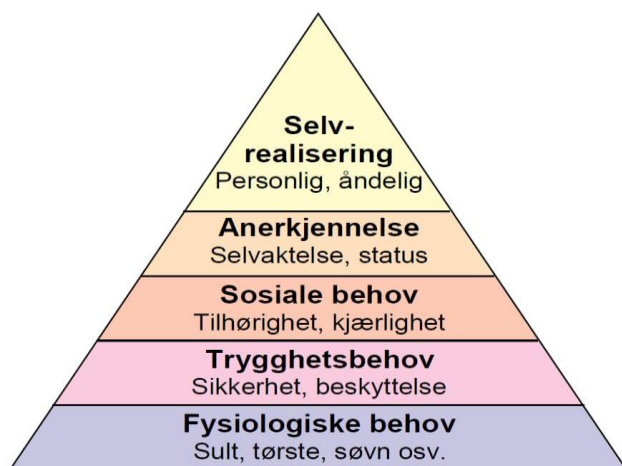 Selv-
realisering
Personlig, åndelig
Anerkjennelse
Selvaktelse, status
Sosiale behov
Tilhørighet, kjærlighet
Trygghetsbehov
Sikkerhet, beskyttelse
Fysiologiske behov
Sult, tørste, søvn osv.